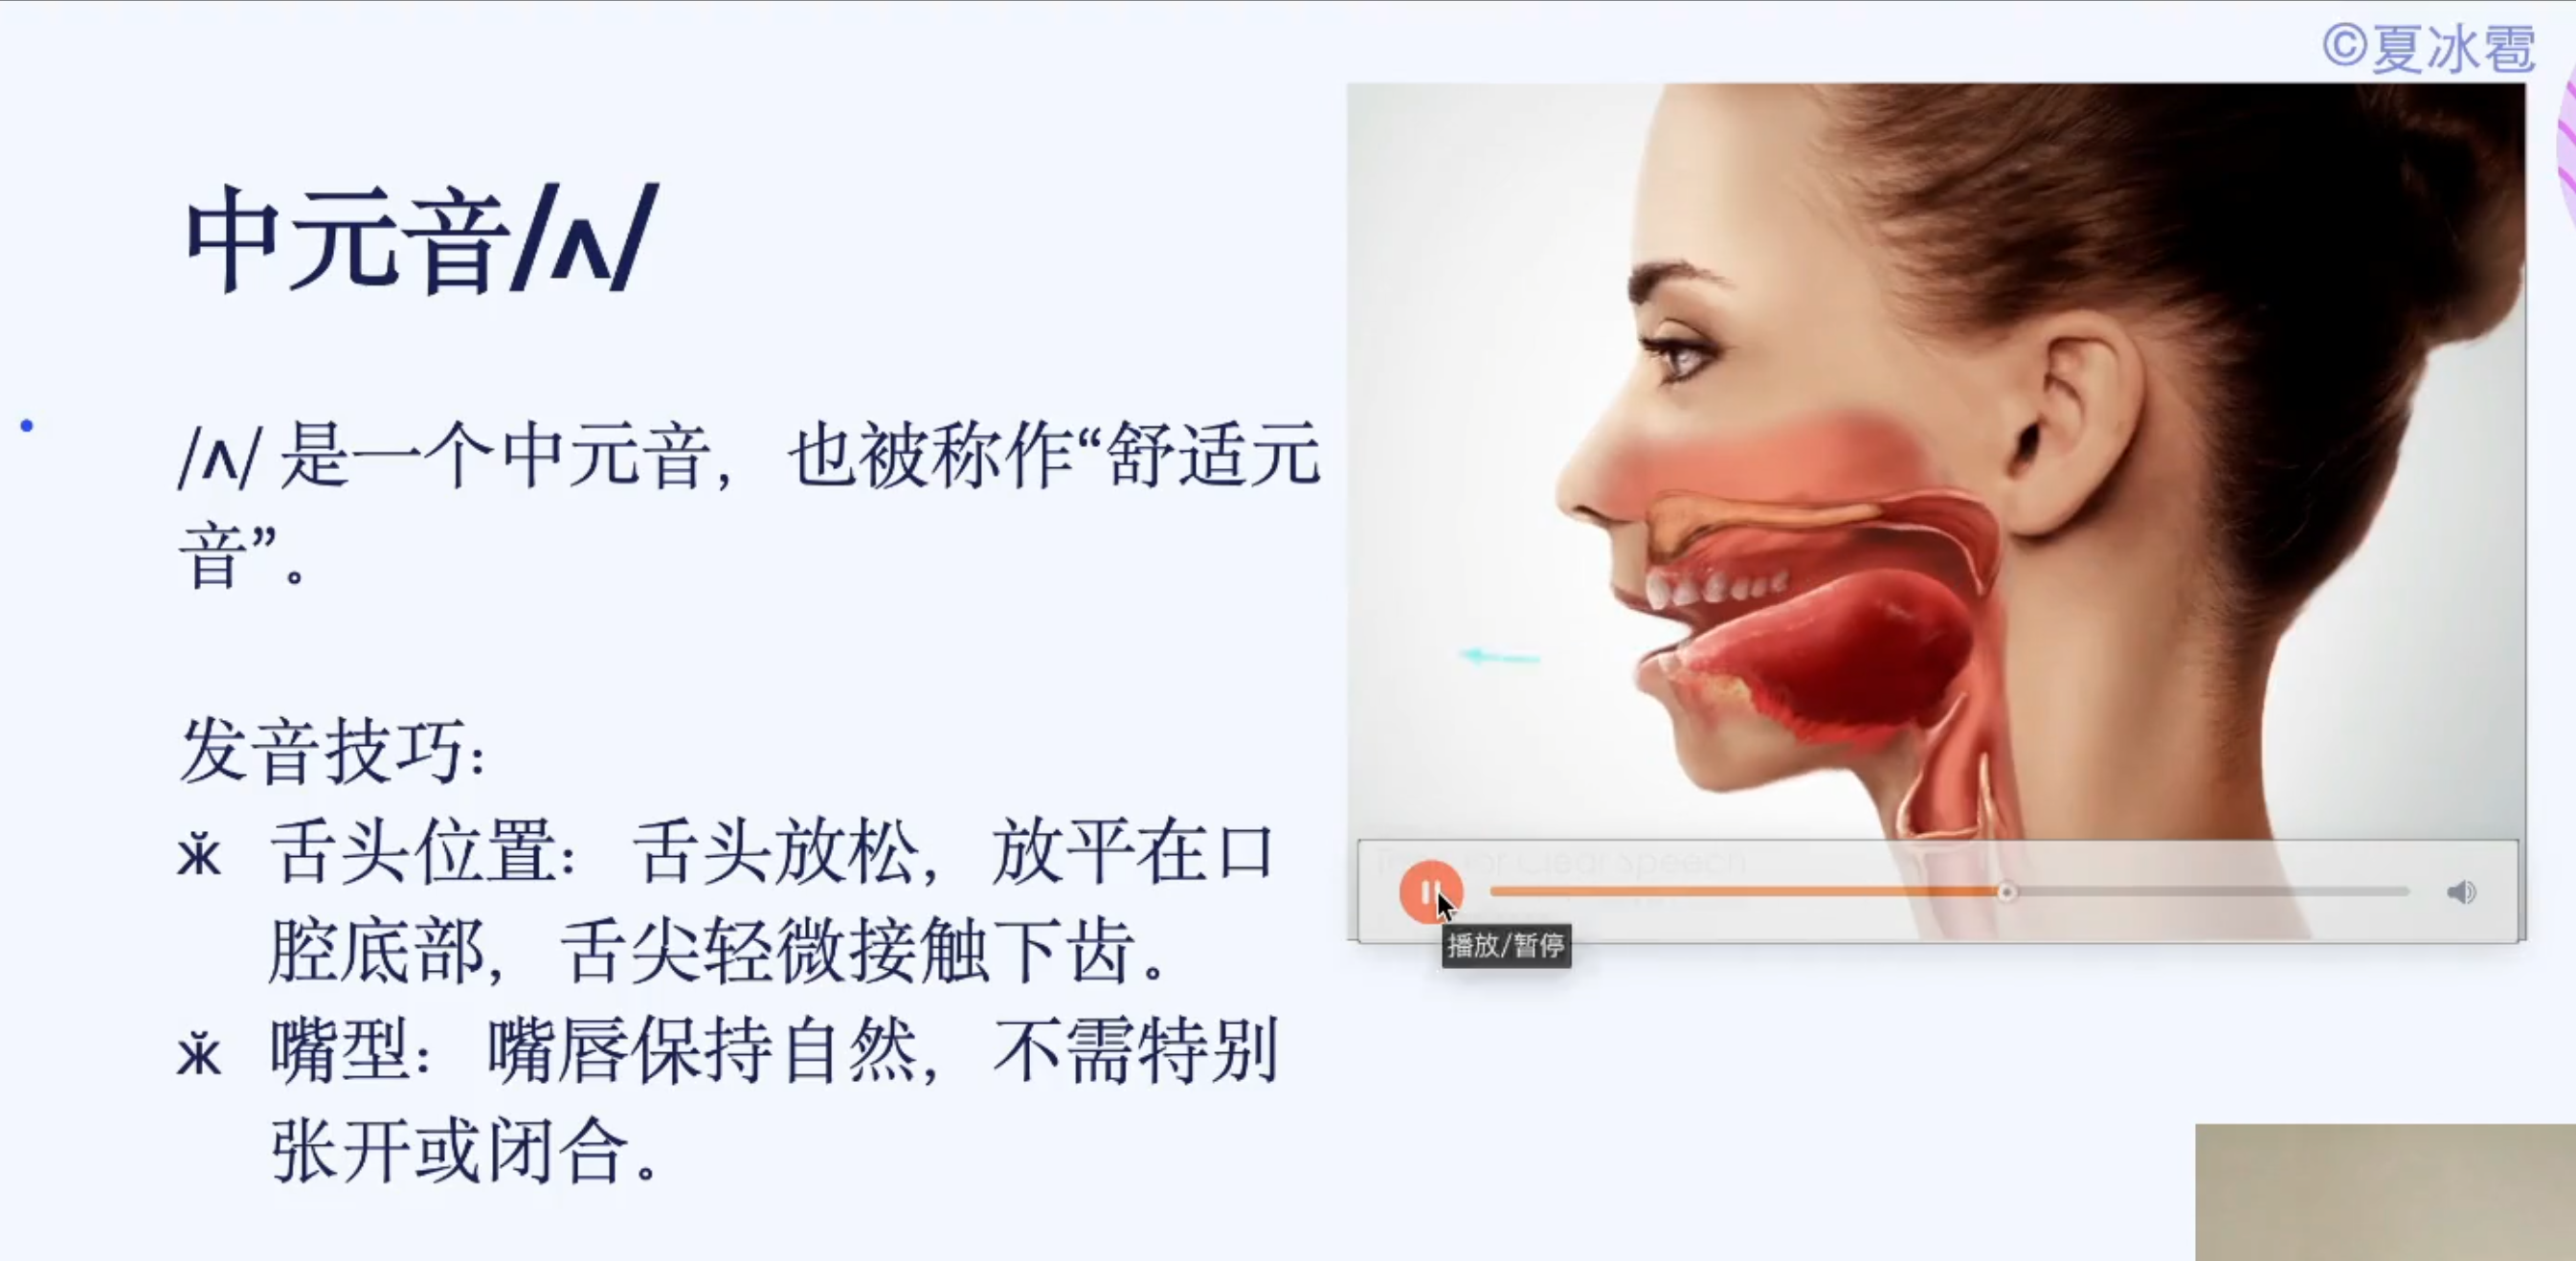 ©夏冰雹
中元音/ʌ/
/ʌ/ 是一个中元音，也被称作“舒适元
音”。
发音技巧：
舌头位置： 舌头放松，放平在口
腔底部，舌尖轻微接触下齿。
嘴型： 嘴唇保持自然，不需特别
张开或闭合。
for Clear Speech
播放/暂停